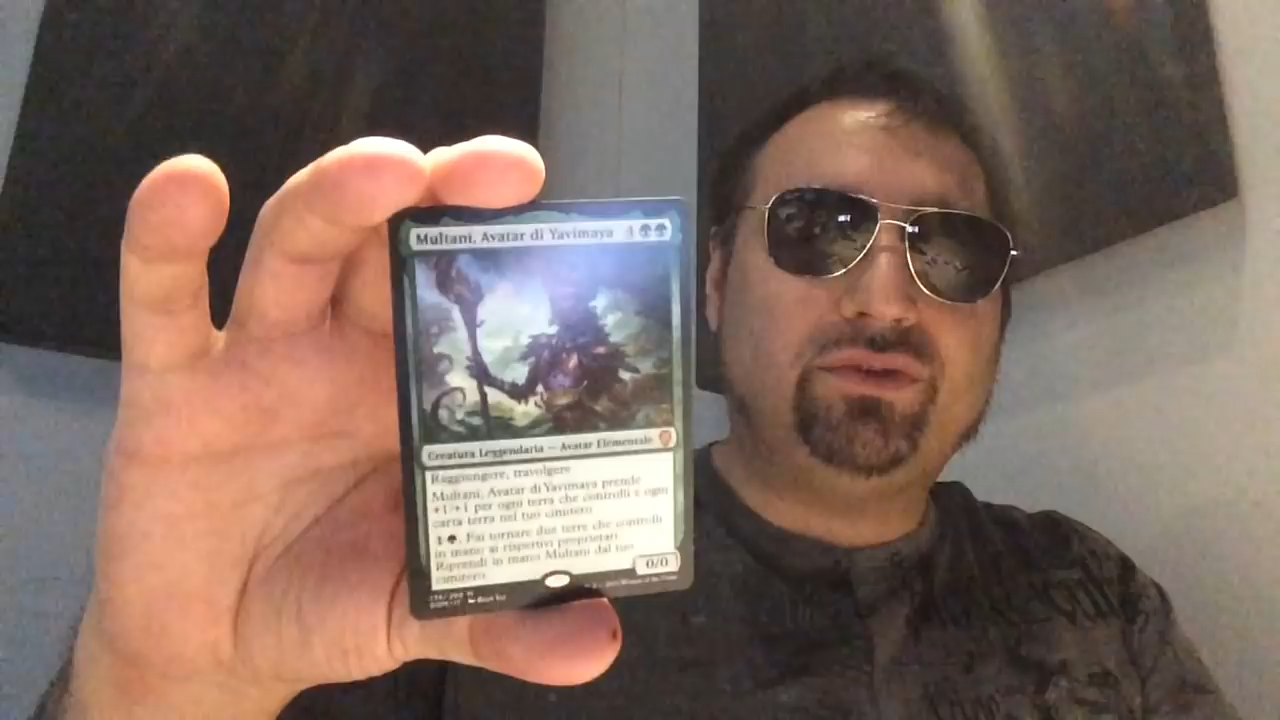 Multani, Avatar di Yavimaya 4
Creatura Leggendaria — Avatar Elementale
Raggiungere, travolgere
Multani, Avatar di Yavimaya prende
+1/+1 per ogni terra che controlli e ogni
carta terra nel tuo cimitero
1 , Fai tornare due terre che controlli
in mano ai rispettivi proprietari
Riprendi in mano Multani dal tuo
cimitero
0/0